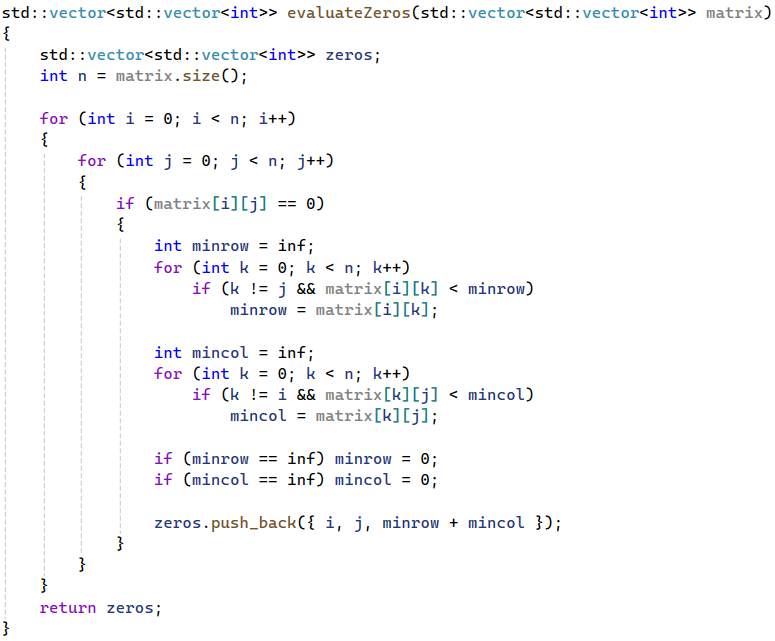 std::vector<std::vector<int>> evaluateZeros(std::vector<std::vector<int>> matrix)
{
    std::vector<std::vector<int>> zeros;
    int n = matrix.size();

    for (int i = 0; i < n; i++)
    {
        for (int j = 0; j < n; j++)
        {
            if (matrix[i][j] == 0)
            {
                int minrow = inf;
                for (int k = 0; k < n; k++)
                    if (k != j && matrix[i][k] < minrow)
                        minrow = matrix[i][k];

                int mincol = inf;
                for (int k = 0; k < n; k++)
                    if (k != i && matrix[k][j] < mincol)
                        mincol = matrix[k][j];

                if (minrow == inf) minrow = 0;
                if (mincol == inf) mincol = 0;

                zeros.push_back({ i, j, minrow + mincol });
            }
        }
    }
    return zeros;
}